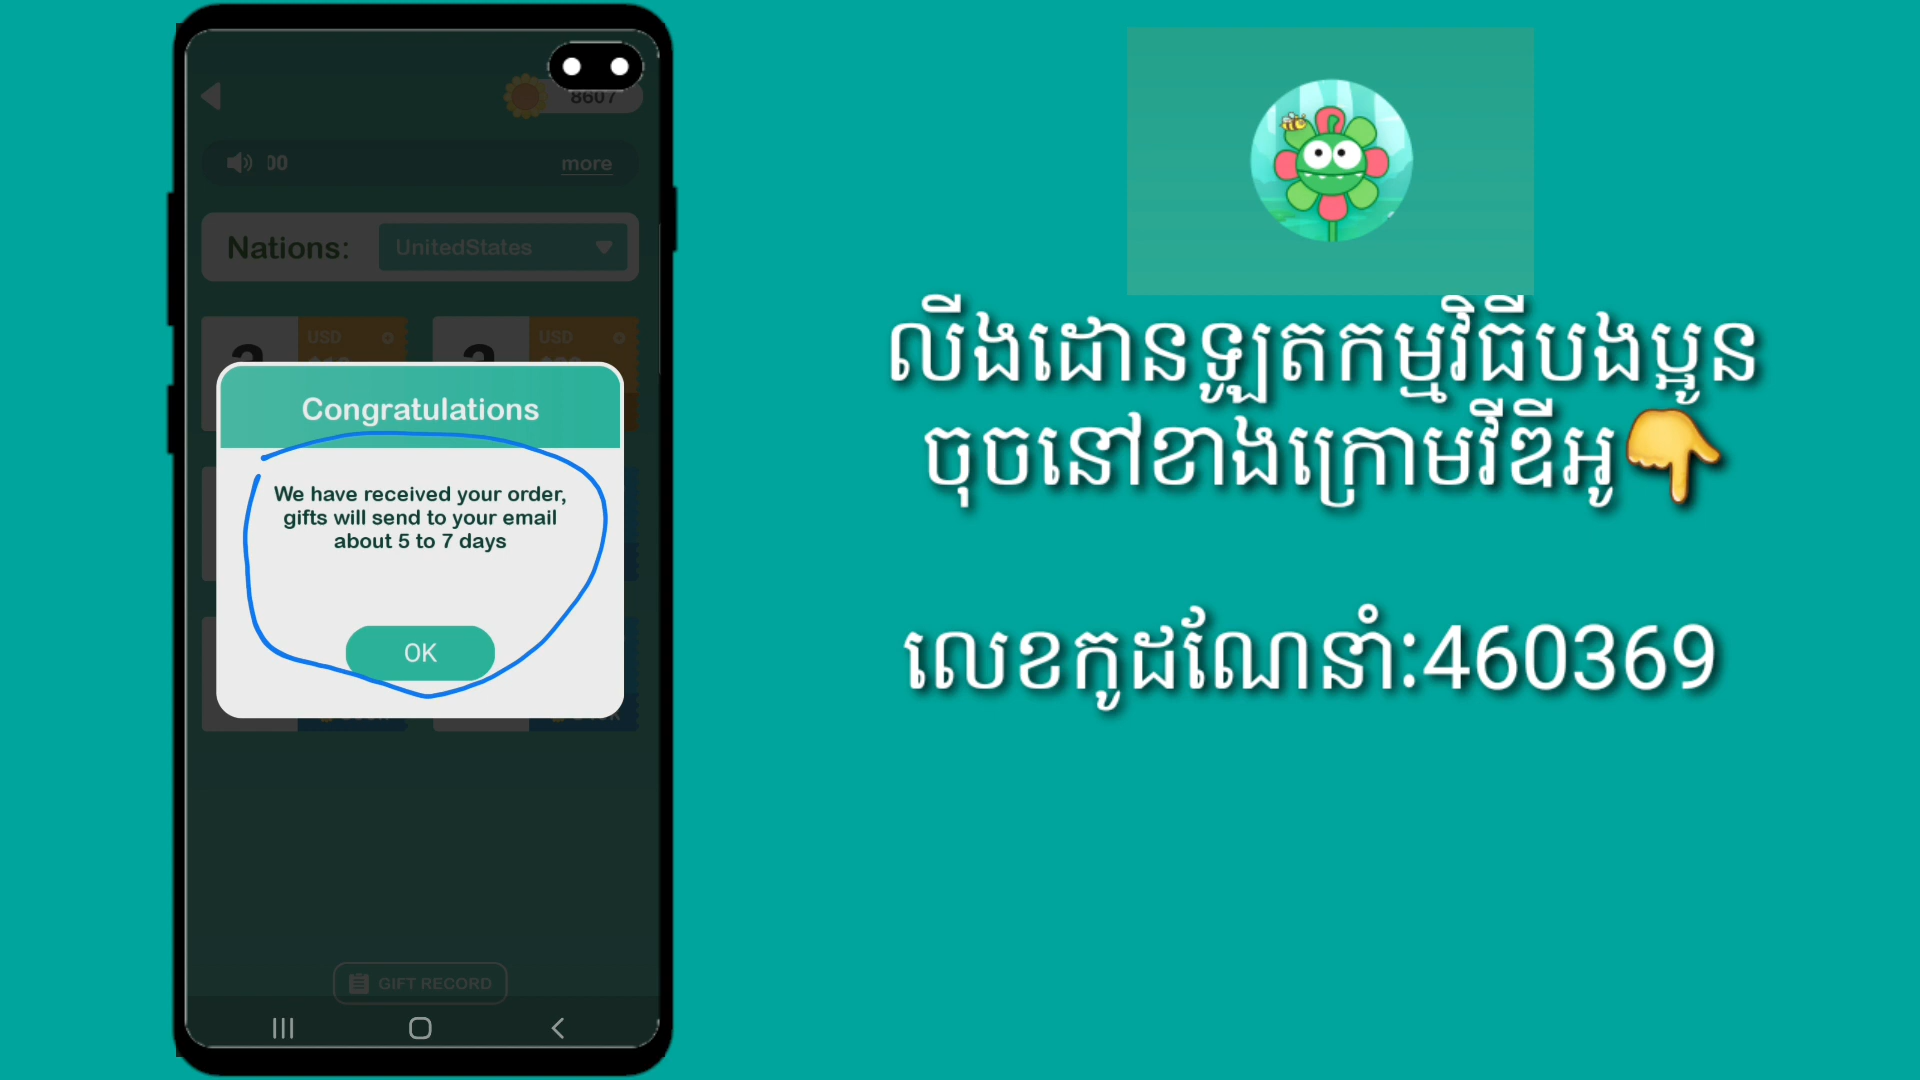 8607
00
more
Nations:
UnitedStates
USD
USD
Congratulations
We have received your order,
gifts will send to your email
about 5 to 7 days
OK
GIFT RECORD
លីងដោនឡូតកម្មវិធីបងប្អូន
ចុចនៅខាងក្រោមវីឌីអូ👇
លេខកូដណែនាំ:460369